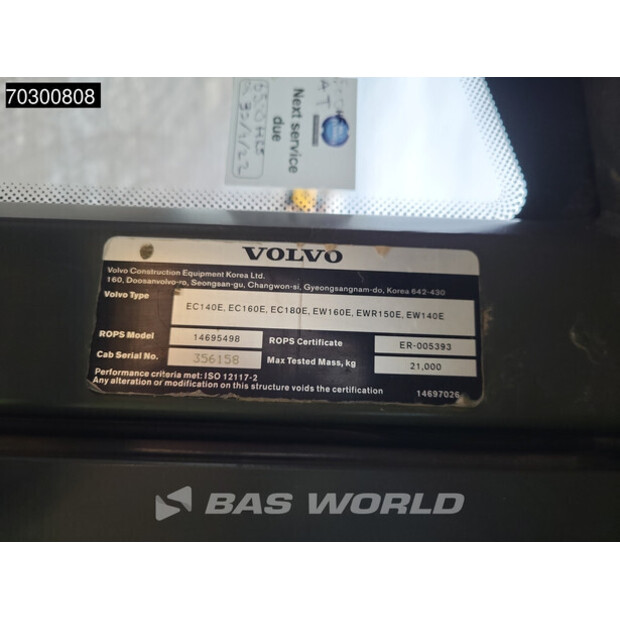 70300808
Next service
due
AT
VOLVO
Volvo Construction Equipment Korea Ltd.
160, Doosanvolvo-ro, Seongsan-gu, Changwon-si, Gyeongsangnam-do, Korea 642-430
Volvo Type
EC140E, EC160E, EC180E, EW160E, EWR150E, EW140E
ROPS Model 14695498 ROPS Certificate ER-005393
Cab Serial No. 356158 Max Tested Mass, kg 21,000
Performance criteria met: ISO 12117-2
Any alteration or modification on this structure voids the certification 14697026
BAS WORLD